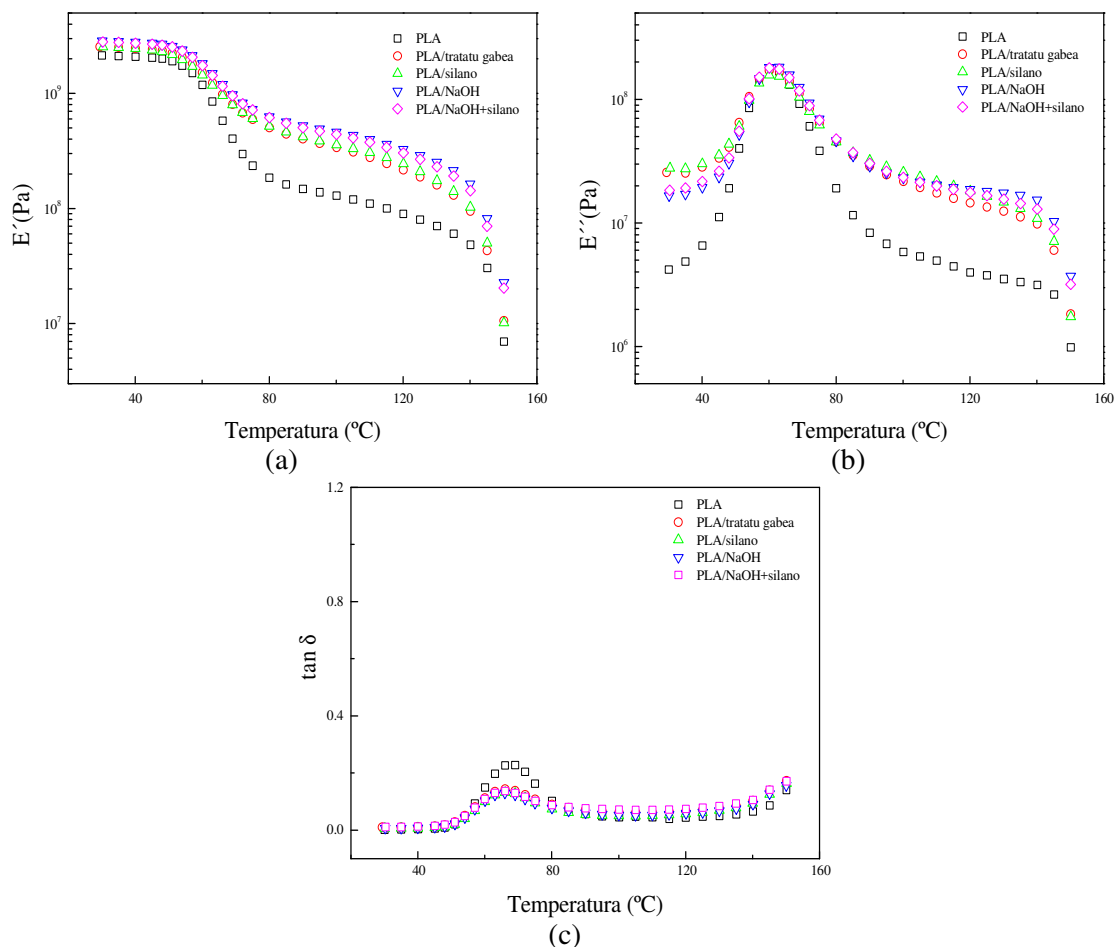 10⁹
10⁸
10⁷
E´(Pa)
40
80
120
160
Temperatura (ºC)
PLA
PLA/tratatu gabea
PLA/silano
PLA/NaOH
PLA/NaOH+silano
(a)
10⁸
10⁷
10⁶
E´´(Pa)
40
80
120
160
Temperatura (ºC)
PLA
PLA/tratatu gabea
PLA/silano
PLA/NaOH
PLA/NaOH+silano
(b)
1.2
0.8
0.4
0.0
tan δ
40
80
120
160
Temperatura (ºC)
PLA
PLA/tratatu gabea
PLA/silano
PLA/NaOH
PLA/NaOH+silano
(c)